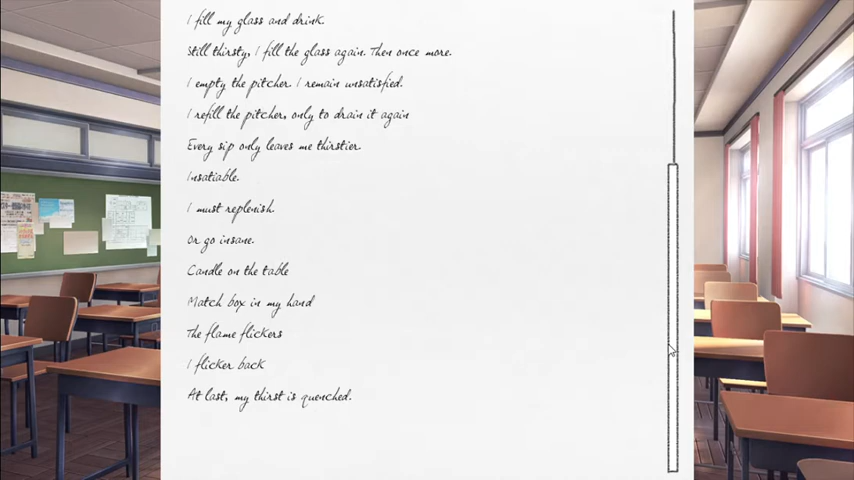 I fill my glass and drink.
Still thirsty, I fill the glass again. Then once more.
I empty the pitcher. I remain unsatisfied.
I refill the pitcher, only to drain it again
Every sip only leaves me thirstier.
Insatiable.
I must replenish.
Or go insane.
Candle on the table
Match box in my hand
The flame flickers
I flicker back
At last, my thirst is quenched.